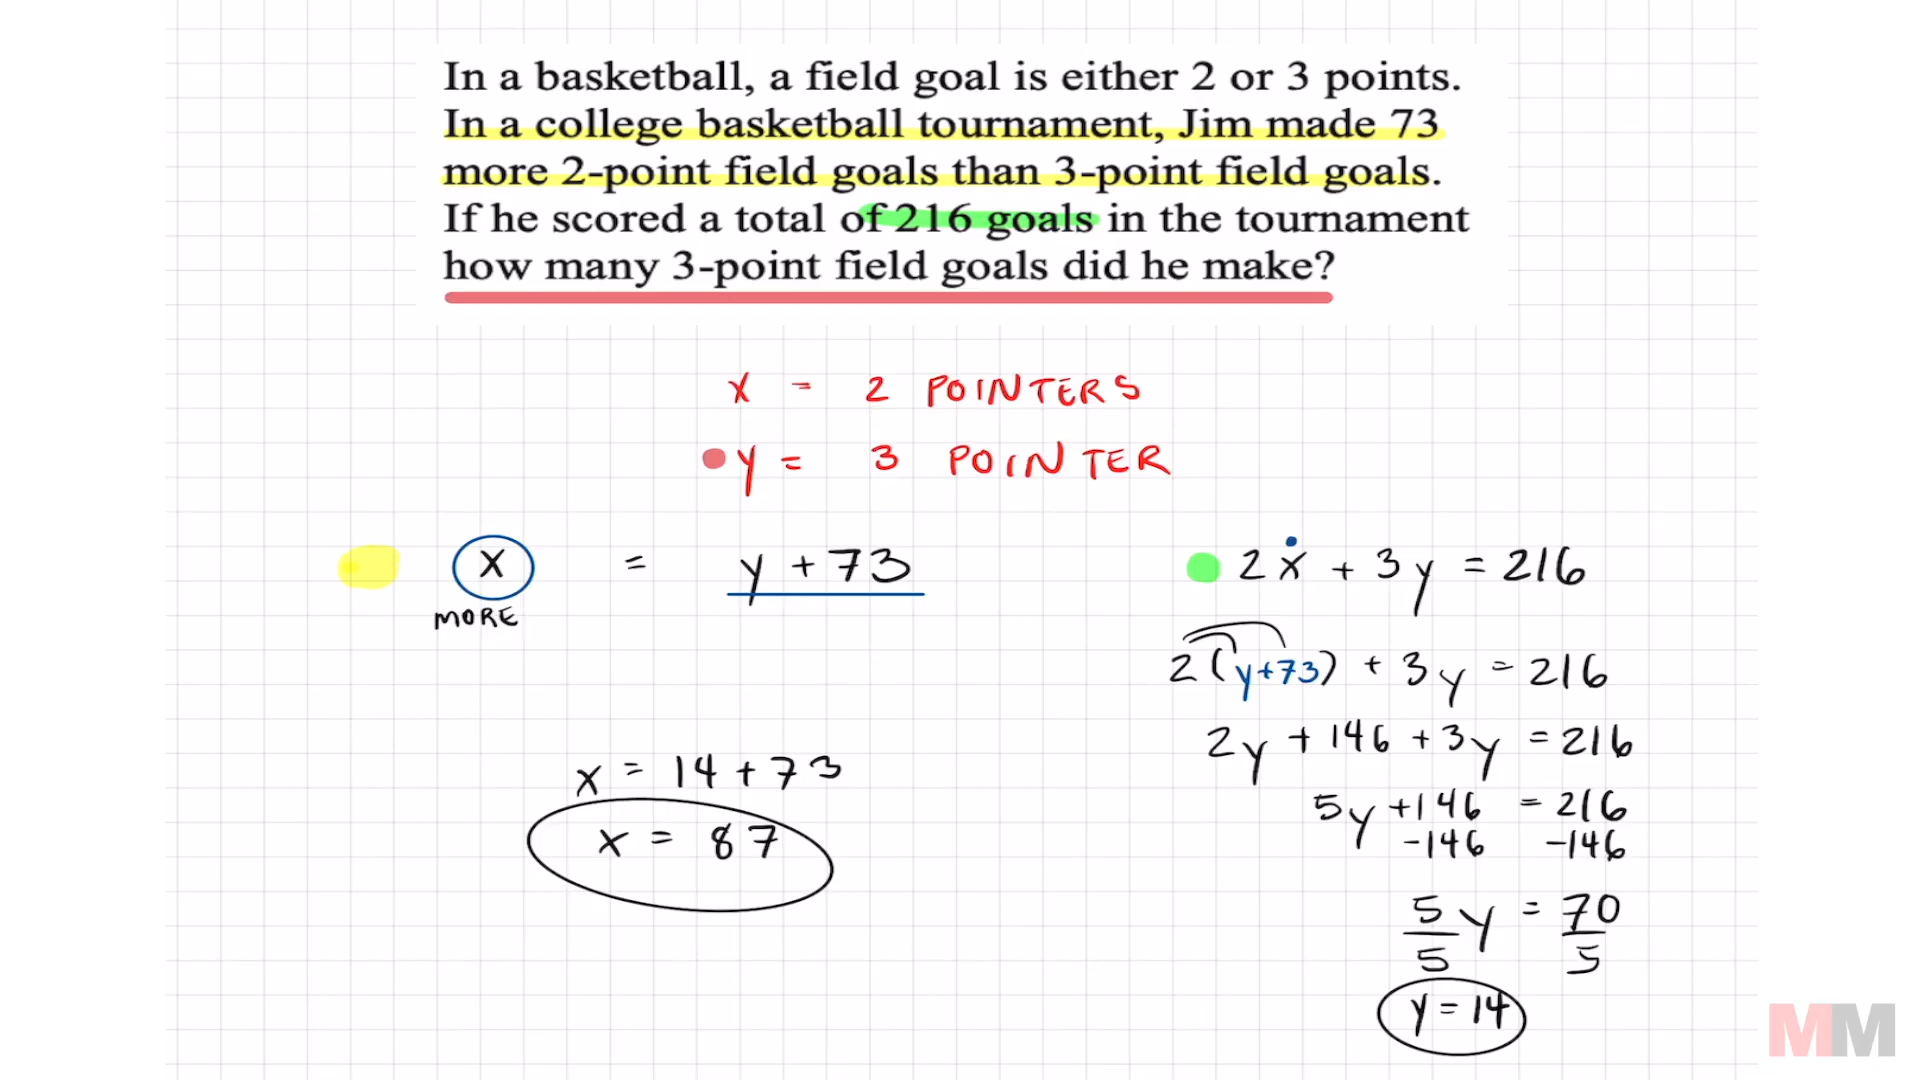 In a basketball, a field goal is either 2 or 3 points.
In a college basketball tournament, Jim made 73
more 2-point field goals than 3-point field goals.
If he scored a total of 216 goals in the tournament
how many 3-point field goals did he make?
x = 2 POINTERS
y = 3 POINTER
x = y + 73
MORE
x = 14 + 73
x = 87
2x + 3y = 216
2(y+73) + 3y = 216
2y + 146 + 3y = 216
5y + 146 = 216
-146 -146
5y = 70
5 5
y = 14
MM